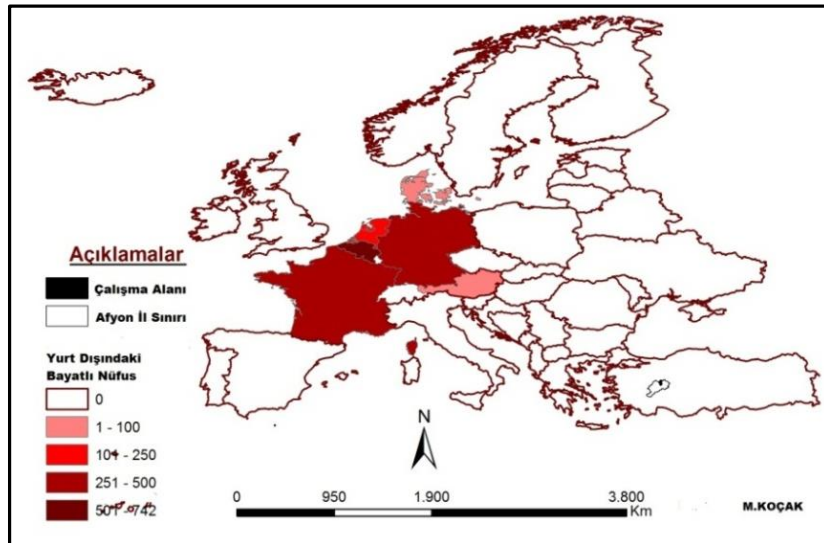 Açıklamalar
Çalışma Alanı
Afyon İl Sınırı
Yurt Dışındaki
Bayatlı Nüfus
0
1 - 100
101 - 250
251 - 500
501 - 742
N
0 950 1.900 3.800
Km
M.KOÇAK